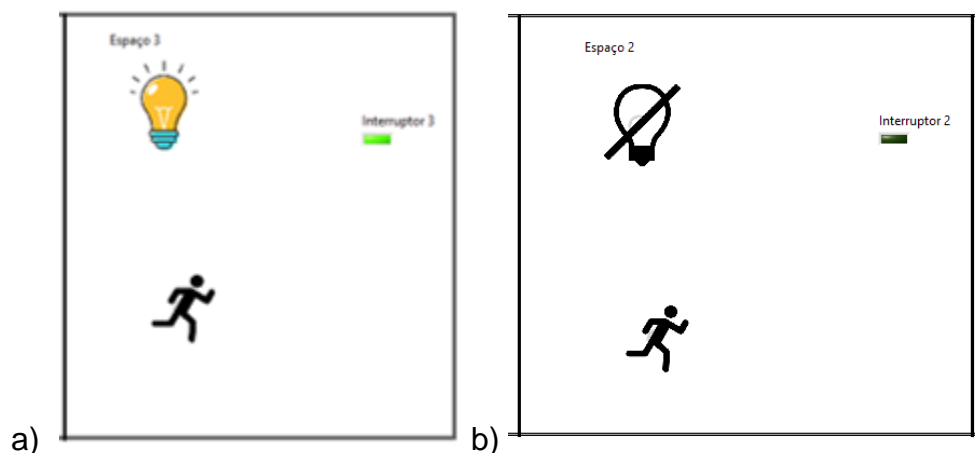 Espaço 3
Interruptor 3
a)
Espaço 2
Interruptor 2
b)